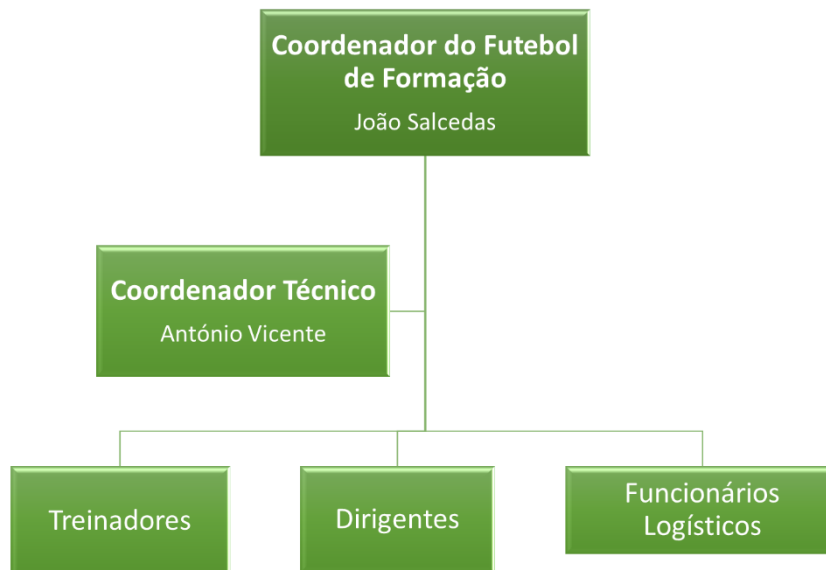 Coordenador do Futebol
de Formação
João Salcedas
Coordenador Técnico
António Vicente
Treinadores
Dirigentes
Funcionários
Logísticos